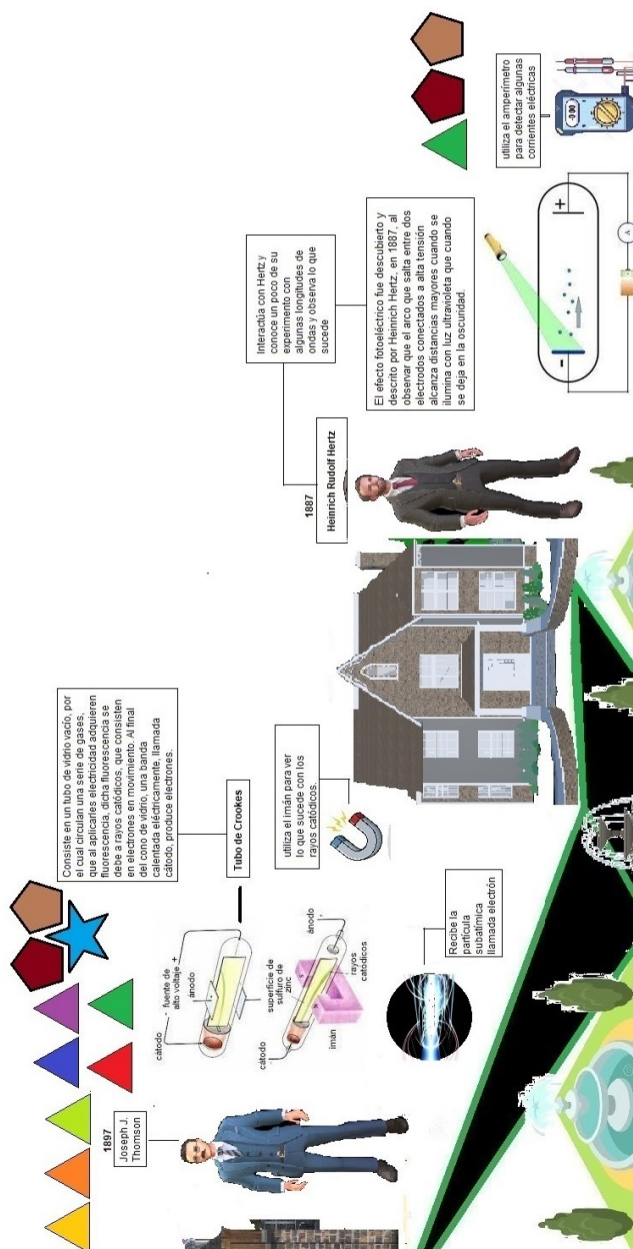 1897
Joseph J.
Thomson
cátodo
- fuente de
alto voltaje +
ánodo
superficie de
sulfuro de
zinc
cátodo
ánodo
imán
rayos
catódicos
Consiste en un tubo de vidrio vacío, por
el cual circulan una serie de gases,
que al aplicarles electricidad adquieren
fluorescencia, dicha fluorescencia se
debe a rayos catódicos, que consisten
en electrones en movimiento. Al final
del cono de vidrio, una banda
calentada eléctricamente, llamada
cátodo, produce electrones.
Tubo de Crookes
utiliza el imán para ver
lo que sucede con los
rayos catódicos.
Recibe la
partícula
subatímica
llamada electrón
1887
Heinrich Rudolf Hertz
Interactúa con Hertz y
conoce un poco de su
experimento con
algunas longitudes de
ondas y observa lo que
sucede
El efecto fotoeléctrico fue descubierto y
descrito por Heinrich Hertz, en 1887, al
observar que el arco que salta entre dos
electrodos conectados a alta tensión
alcanza distancias mayores cuando se
ilumina con luz ultravioleta que cuando
se deja en la oscuridad.
utiliza el amperímetro
para detectar algunas
corrientes eléctricas
- +
A